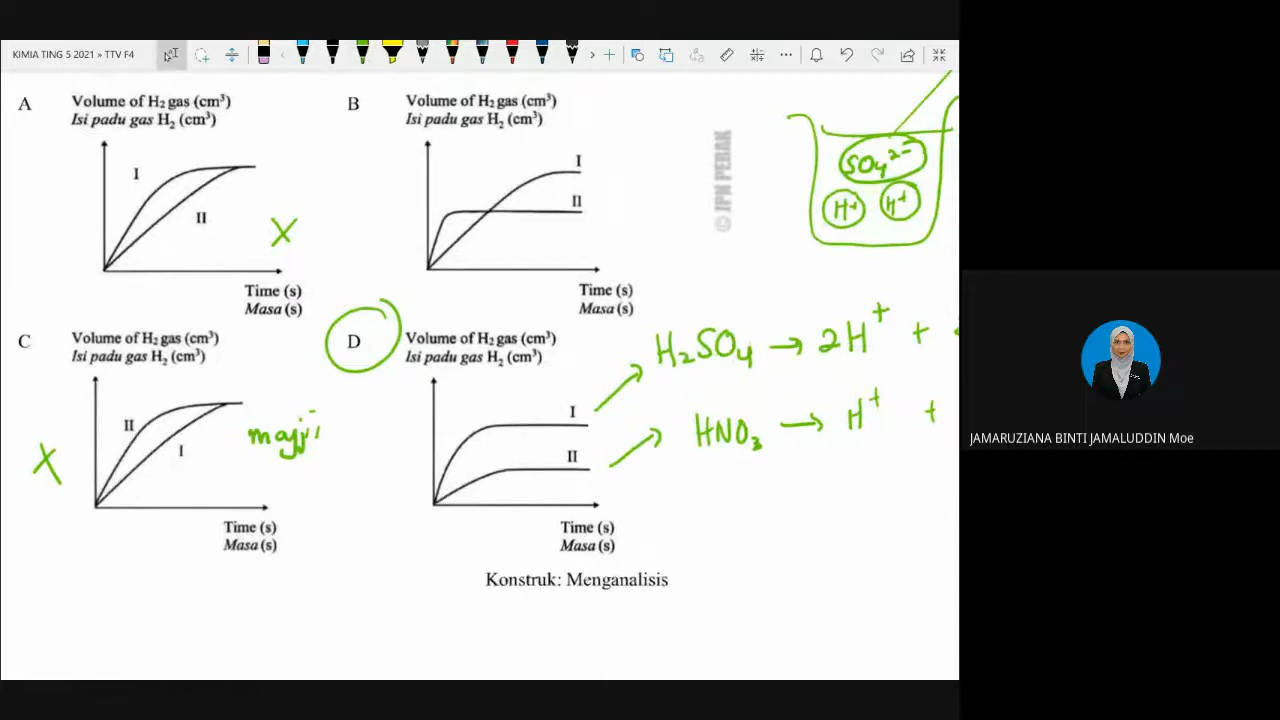 KIMIA TING 5 2021 » TTV F4
A
Volume of H₂ gas (cm³)
Isi padu gas H₂ (cm³)
I
II
X
Time (s)
Masa (s)
B
Volume of H₂ gas (cm³)
Isi padu gas H₂ (cm³)
I
II
Time (s)
Masa (s)
© JPN PERAK
SO₄²⁻
H⁺ H⁺
C
Volume of H₂ gas (cm³)
Isi padu gas H₂ (cm³)
II
I
X
Time (s)
Masa (s)
D
Volume of H₂ gas (cm³)
Isi padu gas H₂ (cm³)
I
II
Time (s)
Masa (s)
H₂SO₄ → 2H⁺ +
HNO₃ → H⁺ +
Konstruk: Menganalisis
JAMARUZIANA BINTI JAMALUDDIN Moe